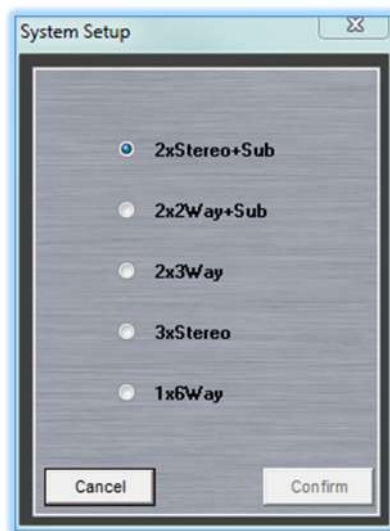 System Setup
2xStereo+Sub
2x2Way+Sub
2x3Way
3xStereo
1x6Way
Cancel Confirm